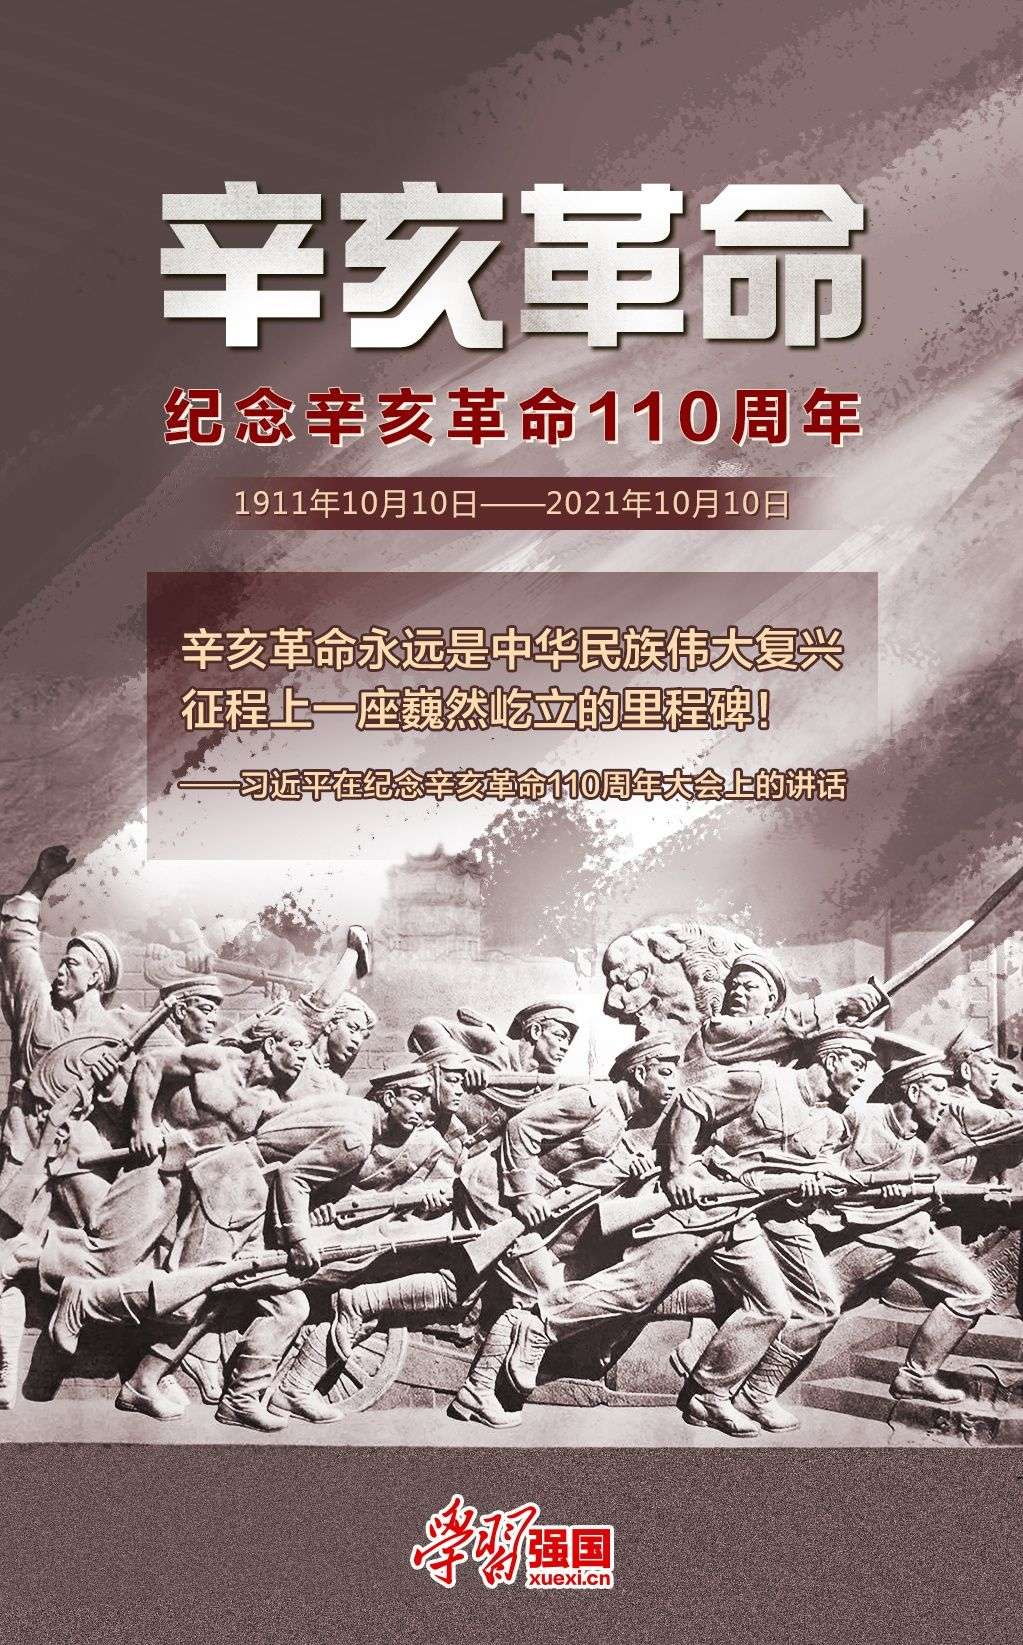 辛亥革命
纪念辛亥革命110周年
1911年10月10日——2021年10月10日
辛亥革命永远是中华民族伟大复兴
征程上一座巍然屹立的里程碑！
——习近平在纪念辛亥革命110周年大会上的讲话
學習强国
xuexi.cn